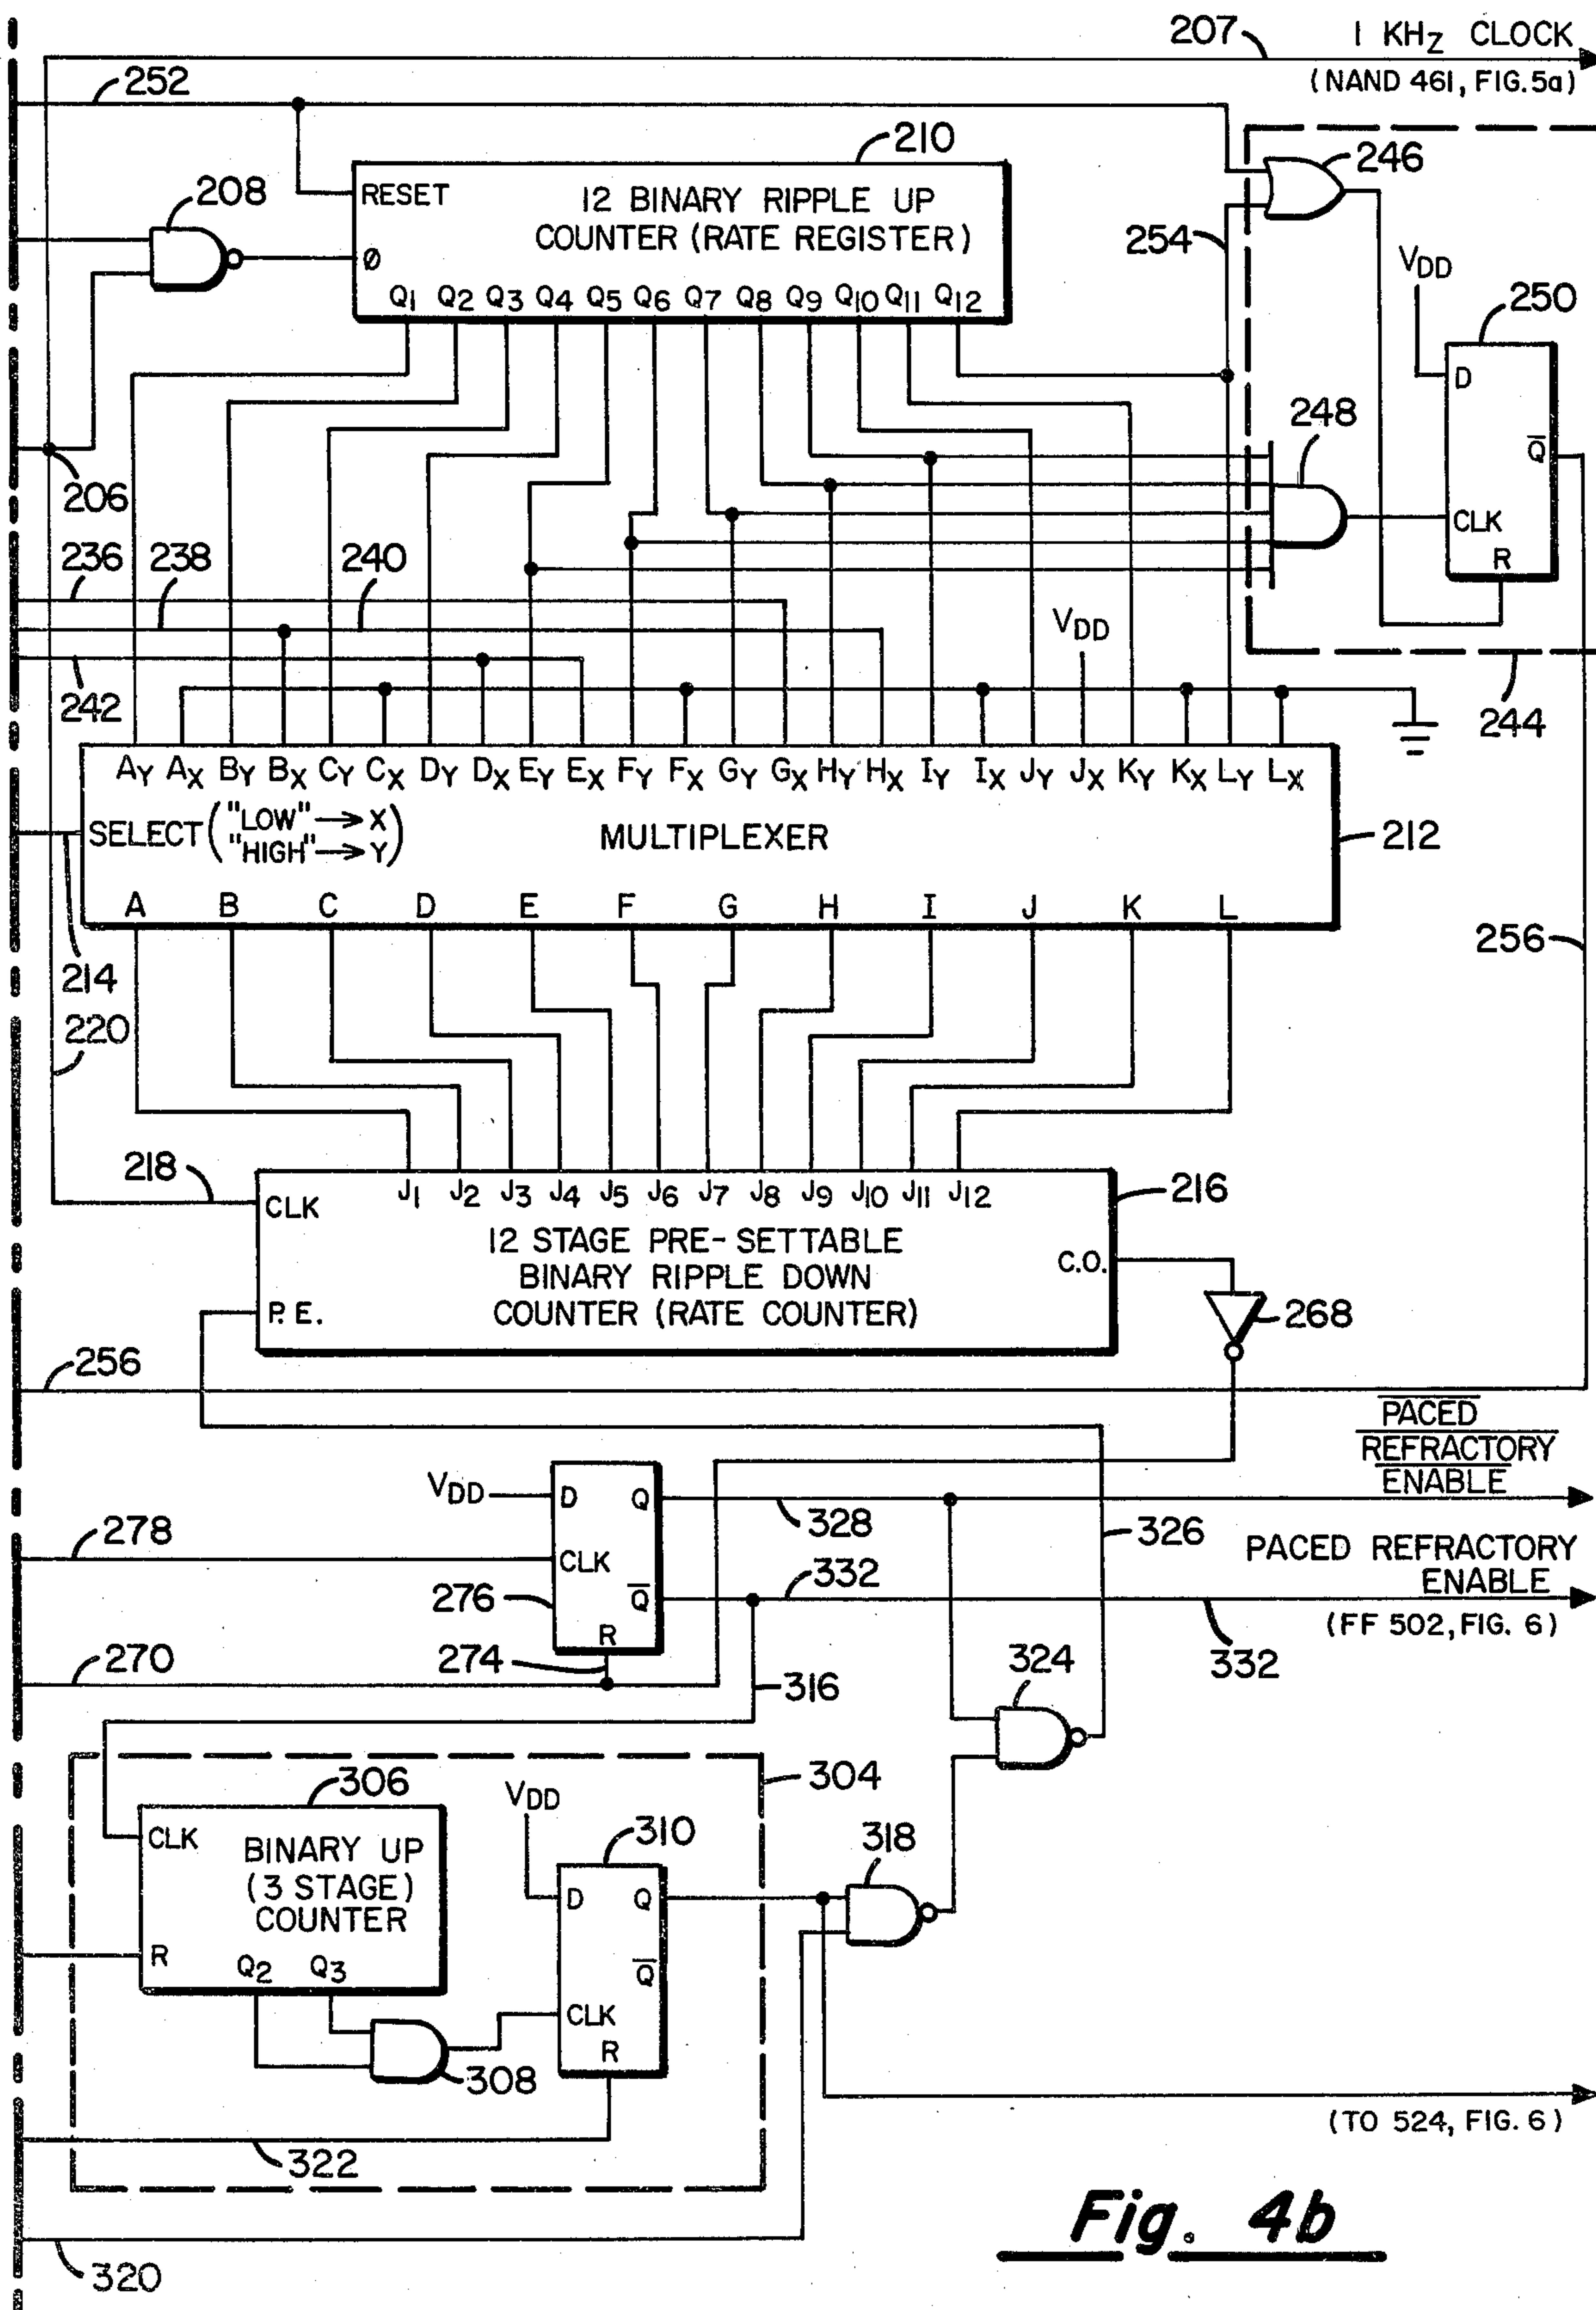 207 1 KHz CLOCK
(NAND 461, FIG.5a)
252
210
246
208
RESET 12 BINARY RIPPLE UP
COUNTER (RATE REGISTER)
Ø
254
VDD
Q1 Q2 Q3 Q4 Q5 Q6 Q7 Q8 Q9 Q10 Q11 Q12
250
D
248
Q̅
206
CLK
236 238 240
R
VDD
242
244
AY AX BY BX CY CX DY DX EY EX FY FX GY GX HY HX IY IX JY JX KY KX LY LX
SELECT ("LOW" → X
"HIGH" → Y)
MULTIPLEXER
212
A B C D E F G H I J K L
256
214
220
218
J1 J2 J3 J4 J5 J6 J7 J8 J9 J10 J11 J12
216
CLK
12 STAGE PRE-SETTABLE
BINARY RIPPLE DOWN
COUNTER (RATE COUNTER)
C.O.
P.E.
268
256
PACED
REFRACTORY
ENABLE
VDD D Q
328
326
278
CLK
PACED REFRACTORY
ENABLE
276 Q̅ 332
(FF 502, FIG. 6)
R
270 274
316
324
332
304
306
VDD
CLK
BINARY UP
(3 STAGE)
COUNTER
310
318
D Q
R
Q2 Q3
Q̅
CLK
R
308
(TO 524, FIG. 6)
322
Fig. 4b
320